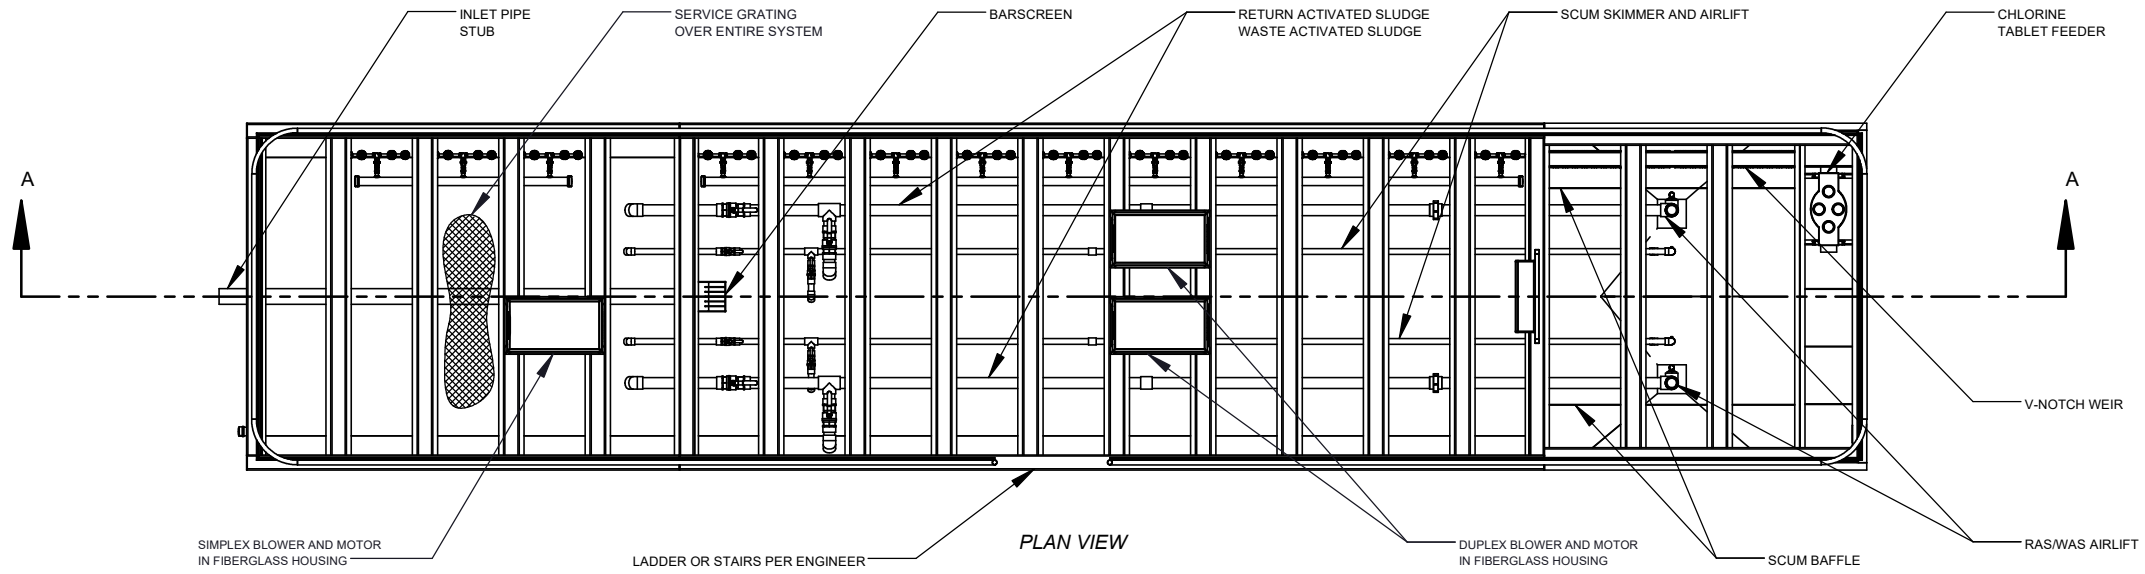 INLET PIPE
STUB
SERVICE GRATING
OVER ENTIRE SYSTEM
BARSCREEN
RETURN ACTIVATED SLUDGE
WASTE ACTIVATED SLUDGE
SCUM SKIMMER AND AIRLIFT
CHLORINE
TABLET FEEDER
A
A
V-NOTCH WEIR
SIMPLEX BLOWER AND MOTOR
IN FIBERGLASS HOUSING
LADDER OR STAIRS PER ENGINEER
PLAN VIEW
DUPLEX BLOWER AND MOTOR
IN FIBERGLASS HOUSING
SCUM BAFFLE
RAS/WAS AIRLIFT